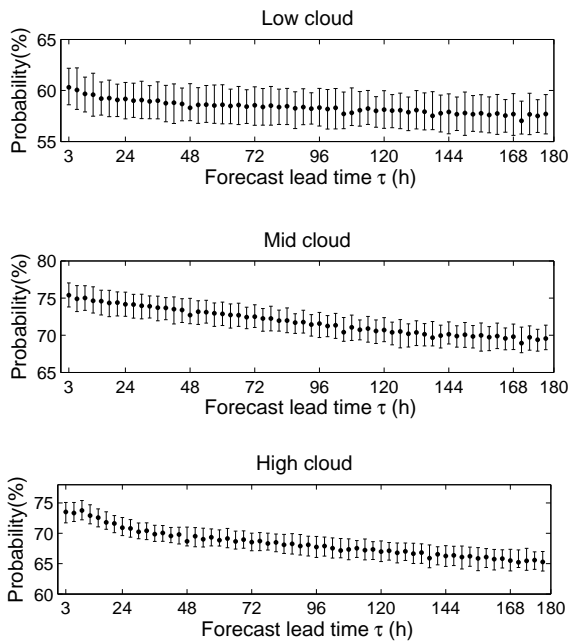 Low cloud
65
60
55
Probability(%)
3 24 48 72 96 120 144 168 180
Forecast lead time τ (h)
Mid cloud
80
75
70
65
Probability(%)
3 24 48 72 96 120 144 168 180
Forecast lead time τ (h)
High cloud
75
70
65
60
Probability(%)
3 24 48 72 96 120 144 168 180
Forecast lead time τ (h)